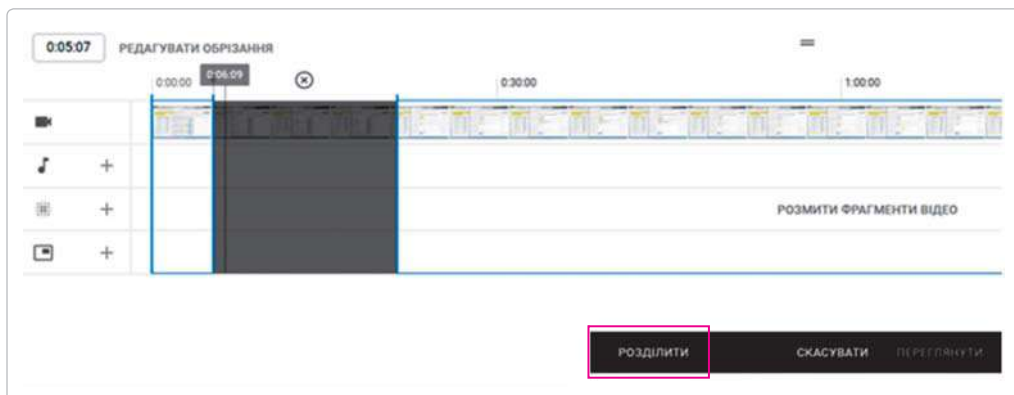 0:05:07 РЕДАГУВАТИ ОБРІЗАННЯ
0:00:00 0:06:09 0:30:00 1:00:00
РОЗМИТИ ФРАГМЕНТИ ВІДЕО
РОЗДІЛИТИ СКАСУВАТИ ПЕРЕГЛЯНУТИ